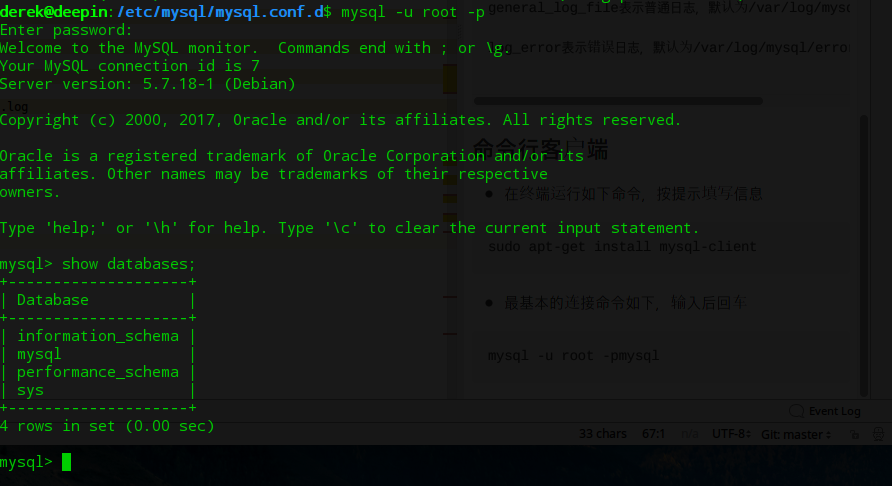 derek@deepin:/etc/mysql/mysql.conf.d$ mysql -u root -p
Enter password:
Welcome to the MySQL monitor.  Commands end with ; or \g.
Your MySQL connection id is 7
Server version: 5.7.18-1 (Debian)
Copyright (c) 2000, 2017, Oracle and/or its affiliates. All rights reserved.
Oracle is a registered trademark of Oracle Corporation and/or its
affiliates. Other names may be trademarks of their respective
owners.
Type 'help;' or '\h' for help. Type '\c' to clear the current input statement.
mysql> show databases;
+--------------------+
| Database           |
+--------------------+
| information_schema |
| mysql              |
| performance_schema |
| sys                |
+--------------------+
4 rows in set (0.00 sec)
mysql>
general_log_file表示普通日志，默认为/var/log/myso
_error表示错误日志，默认为/var/log/mysql/error
.log
命令行客户端
● 在终端运行如下命令，按提示填写信息
sudo apt-get install mysql-client
● 最基本的连接命令如下，输入后回车
mysql -u root -pmysql
Event Log
33 chars 67:1 n/a UTF-8 Git: master